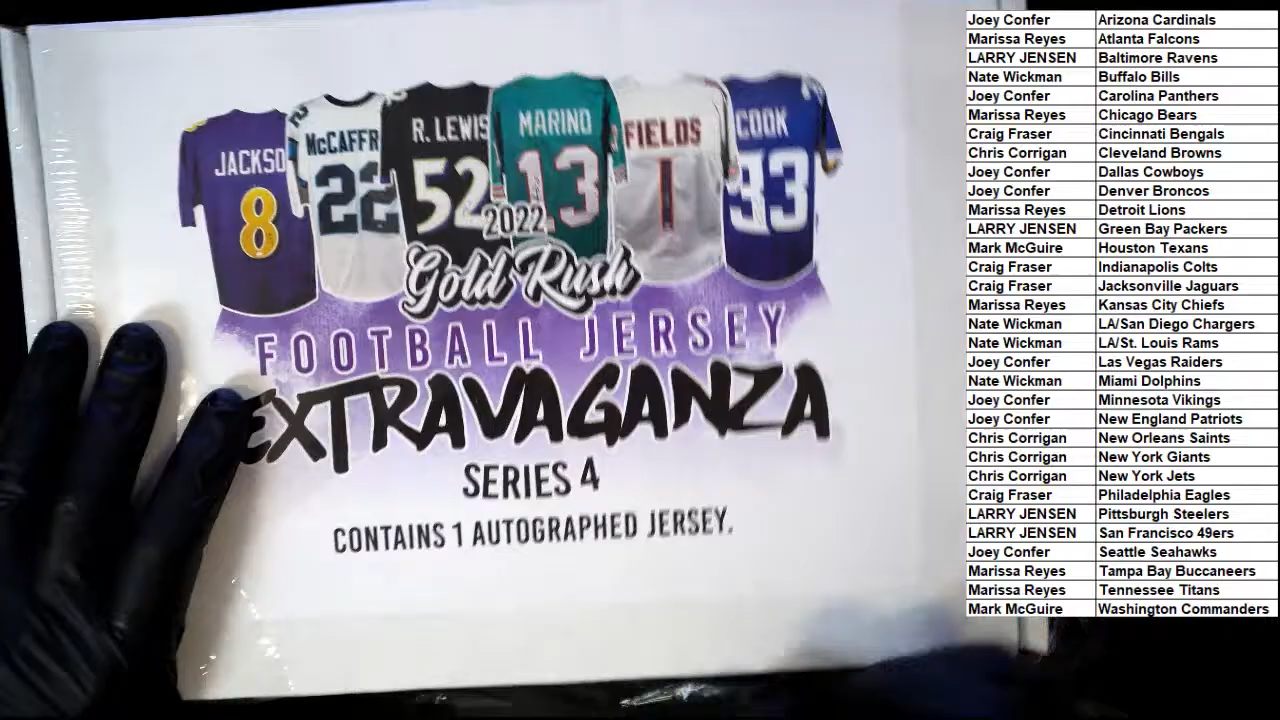 JACKSO
8
McCAFFR
22
R. LEWIS
52
MARINO
13
FIELDS
1
COOK
33
2022
Gold Rush
FOOTBALL JERSEY
EXTRAVAGANZA
SERIES 4
CONTAINS 1 AUTOGRAPHED JERSEY.
Joey Confer Arizona Cardinals
Marissa Reyes Atlanta Falcons
LARRY JENSEN Baltimore Ravens
Nate Wickman Buffalo Bills
Joey Confer Carolina Panthers
Marissa Reyes Chicago Bears
Craig Fraser Cincinnati Bengals
Chris Corrigan Cleveland Browns
Joey Confer Dallas Cowboys
Joey Confer Denver Broncos
Marissa Reyes Detroit Lions
LARRY JENSEN Green Bay Packers
Mark McGuire Houston Texans
Craig Fraser Indianapolis Colts
Craig Fraser Jacksonville Jaguars
Marissa Reyes Kansas City Chiefs
Nate Wickman LA/San Diego Chargers
Nate Wickman LA/St. Louis Rams
Joey Confer Las Vegas Raiders
Nate Wickman Miami Dolphins
Joey Confer Minnesota Vikings
Joey Confer New England Patriots
Chris Corrigan New Orleans Saints
Chris Corrigan New York Giants
Chris Corrigan New York Jets
Craig Fraser Philadelphia Eagles
LARRY JENSEN Pittsburgh Steelers
LARRY JENSEN San Francisco 49ers
Joey Confer Seattle Seahawks
Marissa Reyes Tampa Bay Buccaneers
Marissa Reyes Tennessee Titans
Mark McGuire Washington Commanders